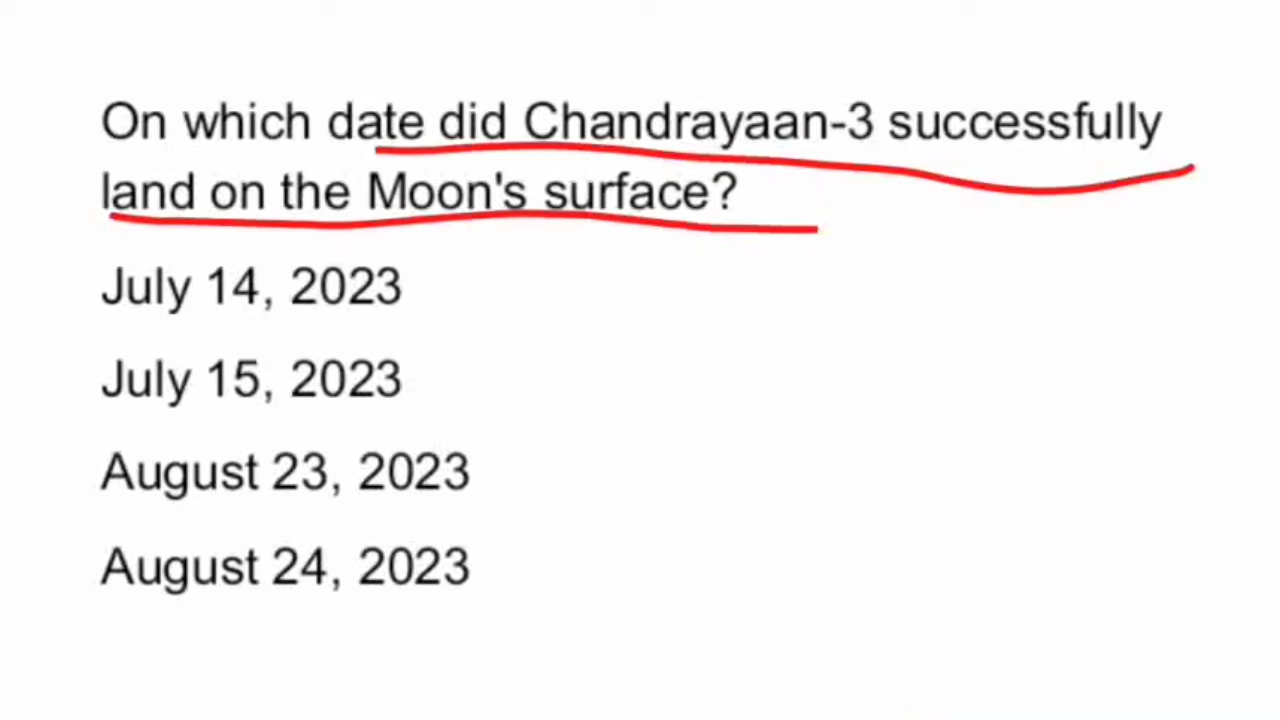 On which date did Chandrayaan-3 successfully
land on the Moon's surface?
July 14, 2023
July 15, 2023
August 23, 2023
August 24, 2023